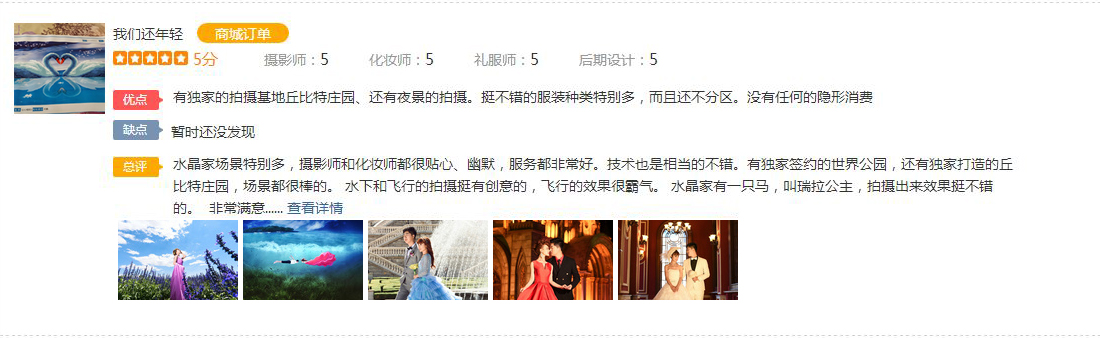 我们还年轻 商城订单
5分 摄影师：5 化妆师：5 礼服师：5 后期设计：5
优点 有独家的拍摄基地丘比特庄园、还有夜景的拍摄。挺不错的服装种类特别多，而且还不分区。没有任何的隐形消费
缺点 暂时还没发现
总评 水晶家场景特别多，摄影师和化妆师都很贴心、幽默，服务都非常好。技术也是相当的不错。有独家签约的世界公园，还有独家打造的丘
比特庄园，场景都很棒的。 水下和飞行的拍摄挺有创意的，飞行的效果很霸气。 水晶家有一只马，叫瑞拉公主，拍摄出来效果挺不错
的。 非常满意...... 查看详情